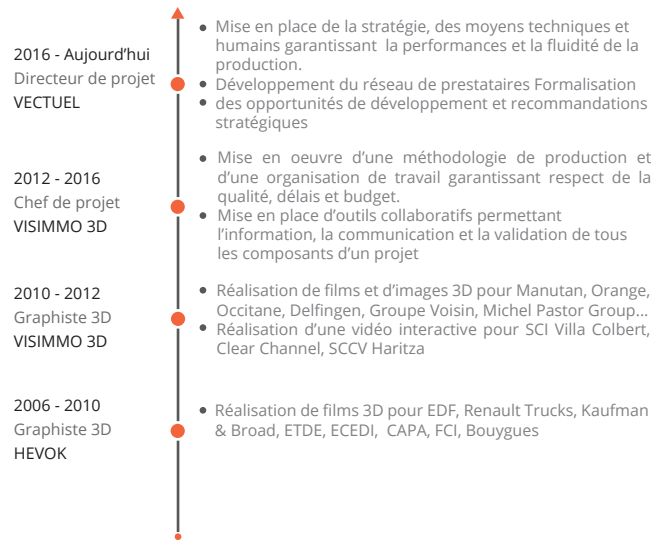 2016 - Aujourd’hui
Directeur de projet
VECTUEL
● Mise en place de la stratégie, des moyens techniques et
humains garantissant la performances et la fluidité de la
production.
● Développement du réseau de prestataires Formalisation
● des opportunités de développement et recommandations
stratégiques
2012 - 2016
Chef de projet
VISIMMO 3D
● Mise en oeuvre d’une méthodologie de production et
d’une organisation de travail garantissant respect de la
qualité, délais et budget.
● Mise en place d’outils collaboratifs permettant
l’information, la communication et la validation de tous
les composants d’un projet
2010 - 2012
Graphiste 3D
VISIMMO 3D
● Réalisation de films et d’images 3D pour Manutan, Orange,
Occitane, Delfingen, Groupe Voisin, Michel Pastor Group...
● Réalisation d’une vidéo interactive pour SCI Villa Colbert,
Clear Channel, SCCV Haritza
2006 - 2010
Graphiste 3D
HEVOK
● Réalisation de films 3D pour EDF, Renault Trucks, Kaufman
& Broad, ETDE, ECEDI, CAPA, FCI, Bouygues